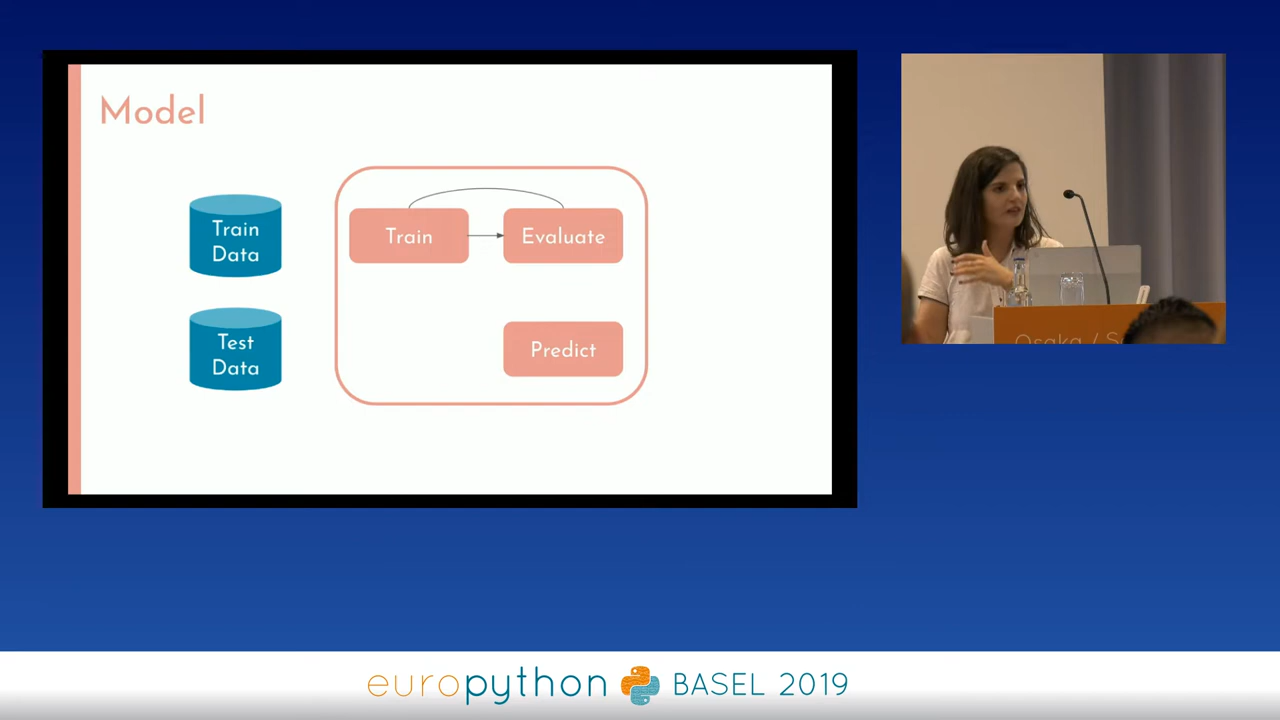 Model
Train
Data
Train
Evaluate
Test
Data
Predict
Osaka /
europython BASEL 2019